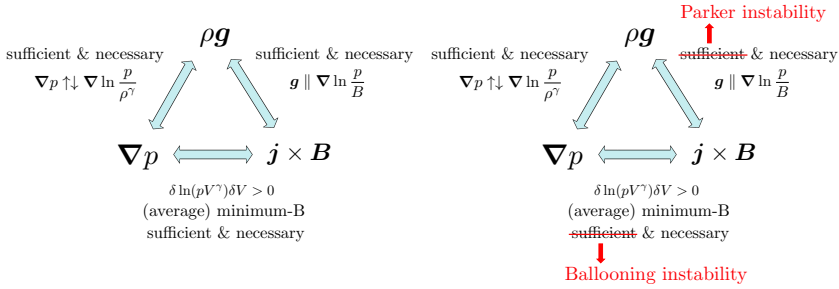 ρg
sufficient & necessary
∇p ↑↓ ∇ ln p/ρ^γ
sufficient & necessary
g ∥ ∇ ln p/B
∇p
j × B
δ ln(pV^γ)δV > 0
(average) minimum-B
sufficient & necessary
Parker instability
ρg
sufficient & necessary
∇p ↑↓ ∇ ln p/ρ^γ
sufficient & necessary
g ∥ ∇ ln p/B
∇p
j × B
δ ln(pV^γ)δV > 0
(average) minimum-B
sufficient & necessary
Ballooning instability